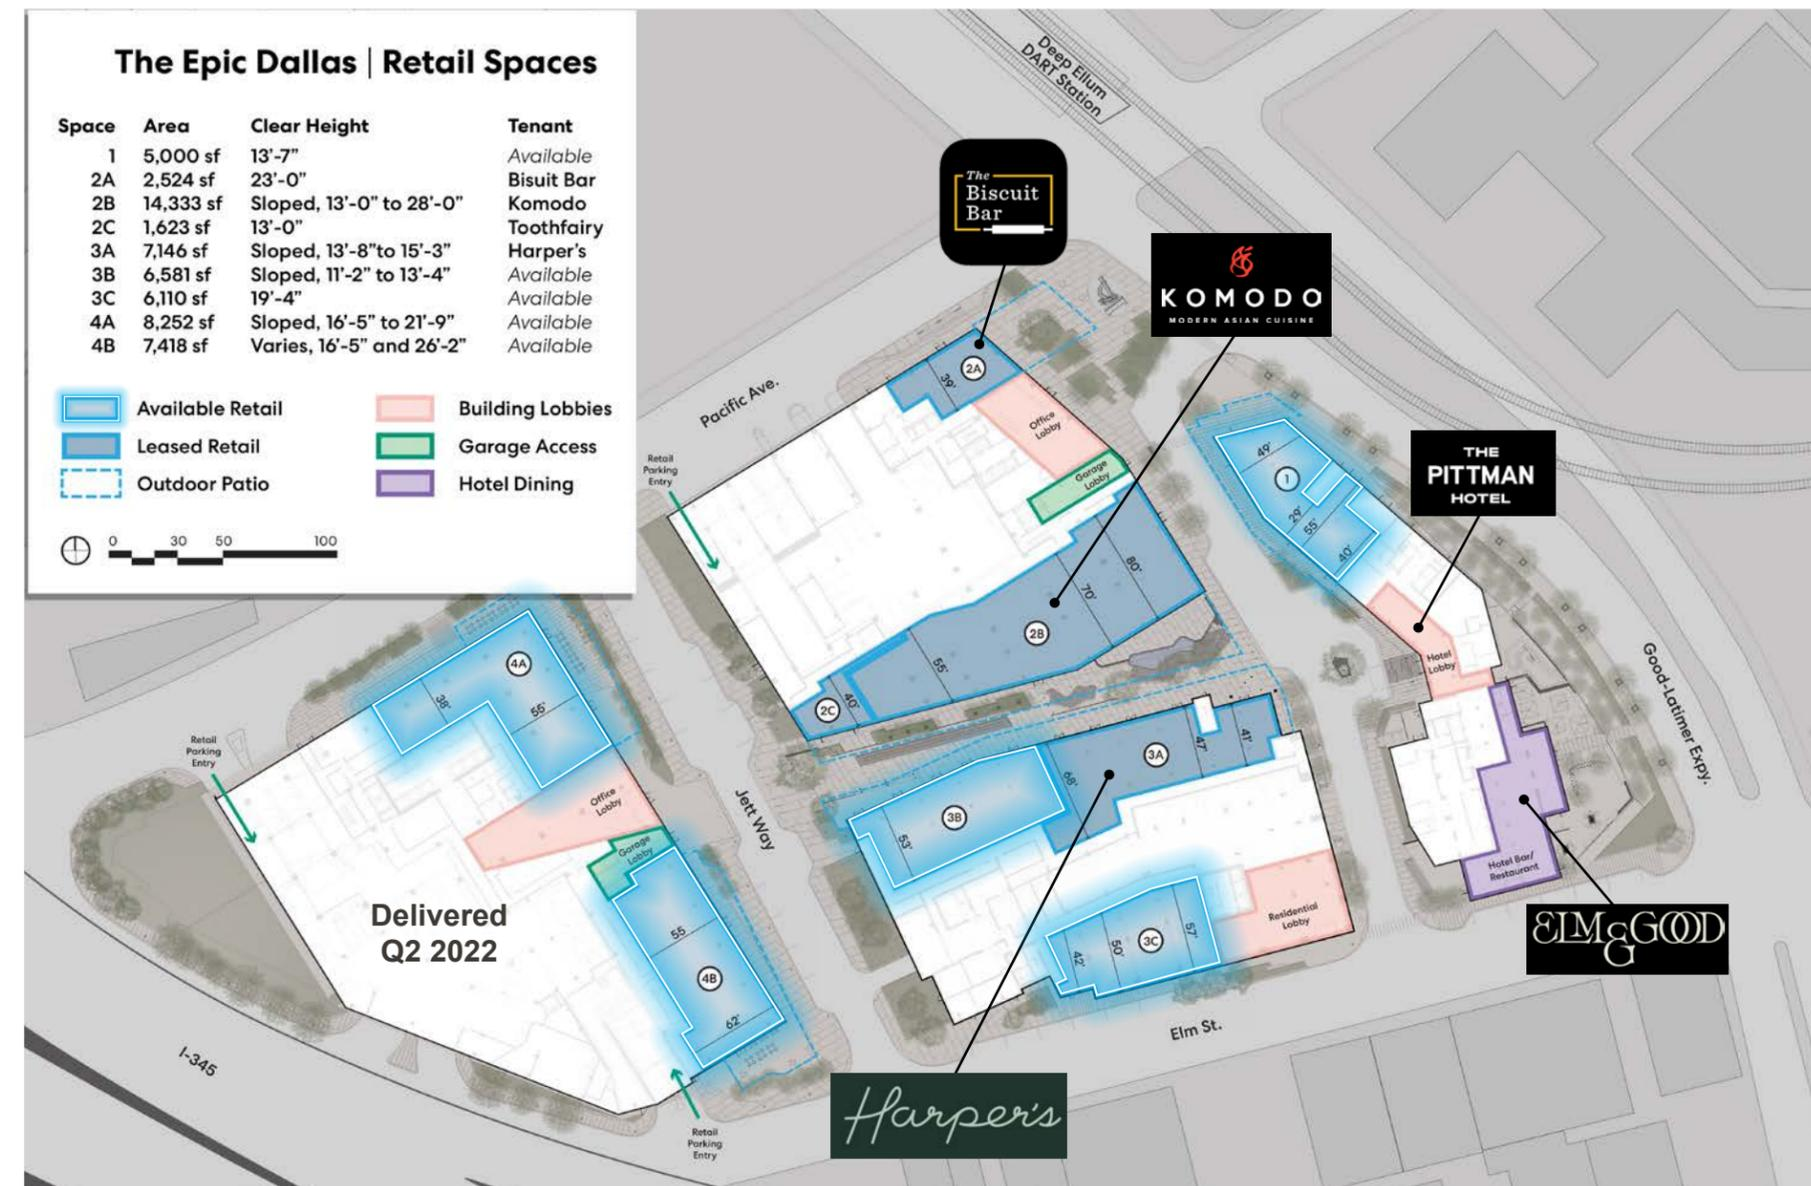 The Epic Dallas | Retail Spaces
Space Area Clear Height Tenant
1 5,000 sf 13'-7" Available
2A 2,524 sf 23'-0" Bisuit Bar
2B 14,333 sf Sloped, 13'-0" to 28'-0" Komodo
2C 1,623 sf 13'-0" Toothfairy
3A 7,146 sf Sloped, 13'-8"to 15'-3" Harper's
3B 6,581 sf Sloped, 11'-2" to 13'-4" Available
3C 6,110 sf 19'-4" Available
4A 8,252 sf Sloped, 16'-5" to 21'-9" Available
4B 7,418 sf Varies, 16'-5" and 26'-2" Available
Available Retail
Building Lobbies
Leased Retail
Garage Access
Outdoor Patio
Hotel Dining
0 30 50 100
Deep Ellum
DART Station
The
Biscuit
Bar
KOMODO
MODERN ASIAN CUISINE
Pacific Ave.
2A
39'
Office
Lobby
Garage
Lobby
Retail
Parking
Entry
THE
PITTMAN
HOTEL
49'
1
29'
55'
40'
80'
70'
2B
55'
2C
40'
Hotel
Lobby
Good-Latimer Expy.
4A
38'
55'
Retail
Parking
Entry
Office
Lobby
Garage
Lobby
Jett Way
3A
47'
41'
68'
3B
53'
Hotel Bar/
Restaurant
Delivered
Q2 2022
55
4B
62'
42'
50'
3C
57'
Residential
Lobby
ELM & GOOD
Elm St.
I-345
Harper's
Retail
Parking
Entry